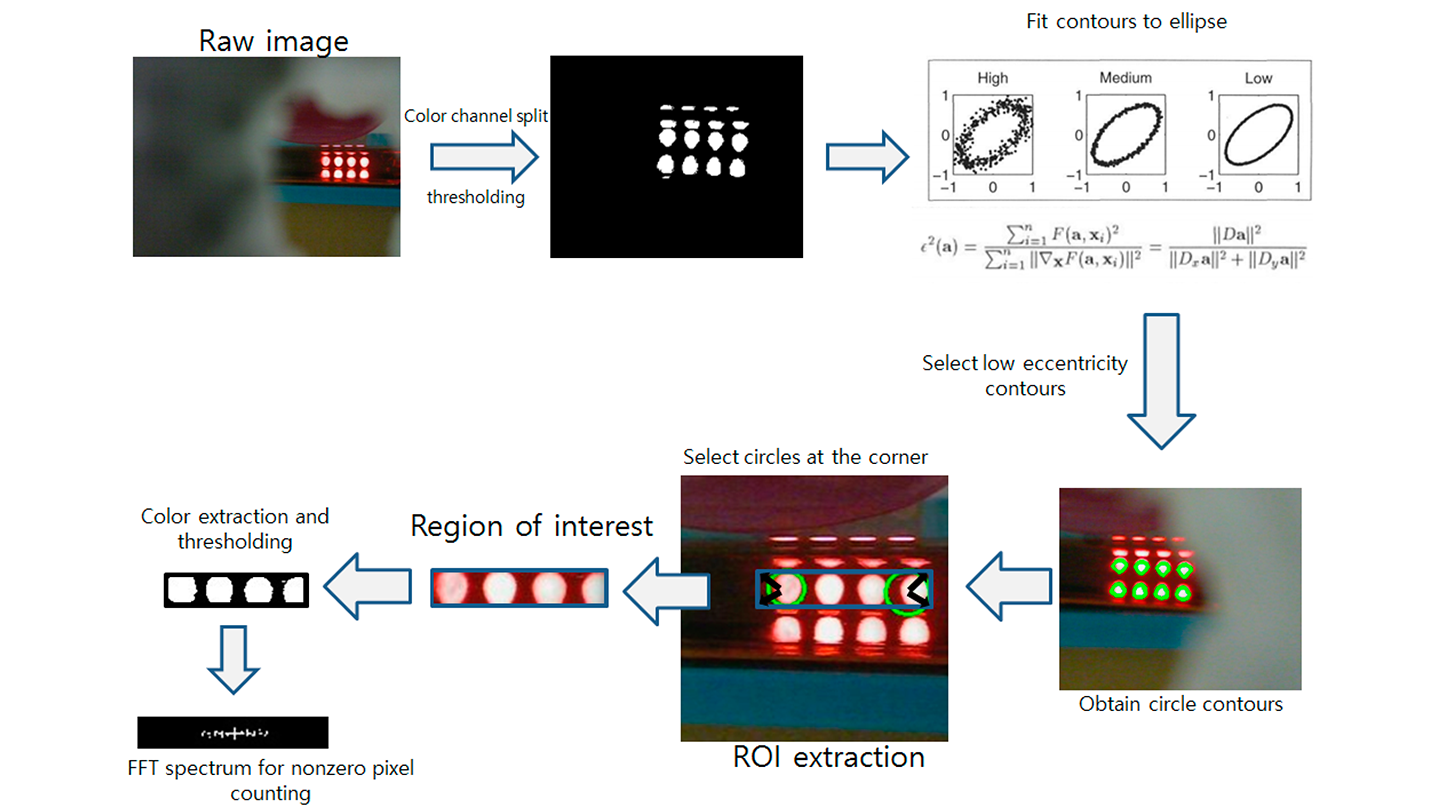 Raw image
Color channel split
thresholding
Fit contours to ellipse
High Medium Low
1 1 1
0 0 0
−1 −1 −1
−1 0 1 −1 0 1 −1 0 1
ϵ²(a) = ∑ⁿᵢ₌₁ F(a, xᵢ)² / ∑ⁿᵢ₌₁ ||∇ₓF(a, xᵢ)||² = ||Da||² / ||Dₓa||² + ||Dᵧa||²
Select low eccentricity
contours
Obtain circle contours
Select circles at the corner
ROI extraction
Region of interest
Color extraction and
thresholding
FFT spectrum for nonzero pixel
counting